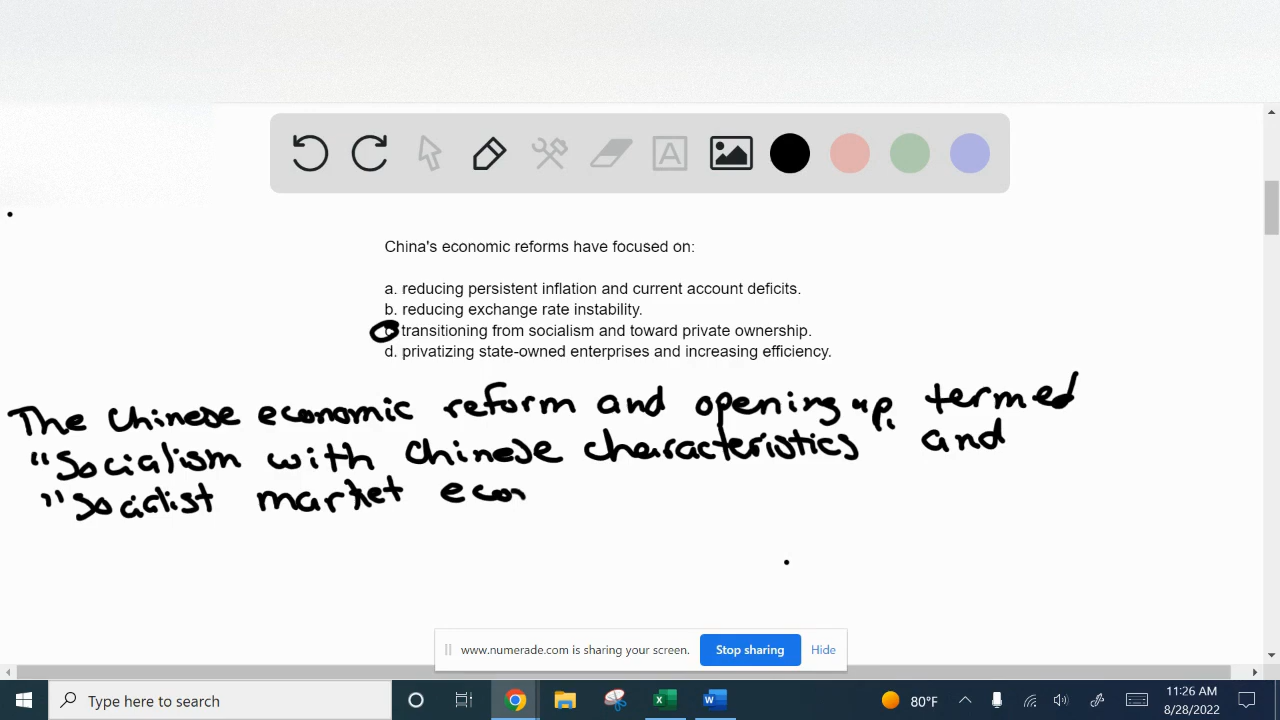 A
China's economic reforms have focused on:
a. reducing persistent inflation and current account deficits.
b. reducing exchange rate instability.
transitioning from socialism and toward private ownership.
d. privatizing state-owned enterprises and increasing efficiency.
The Chinese economic reform and opening up, termed
"Socialism with Chinese characteristics and
"Socialist market econ
www.numerade.com is sharing your screen. Stop sharing Hide
Type here to search
80°F
11:26 AM
8/28/2022